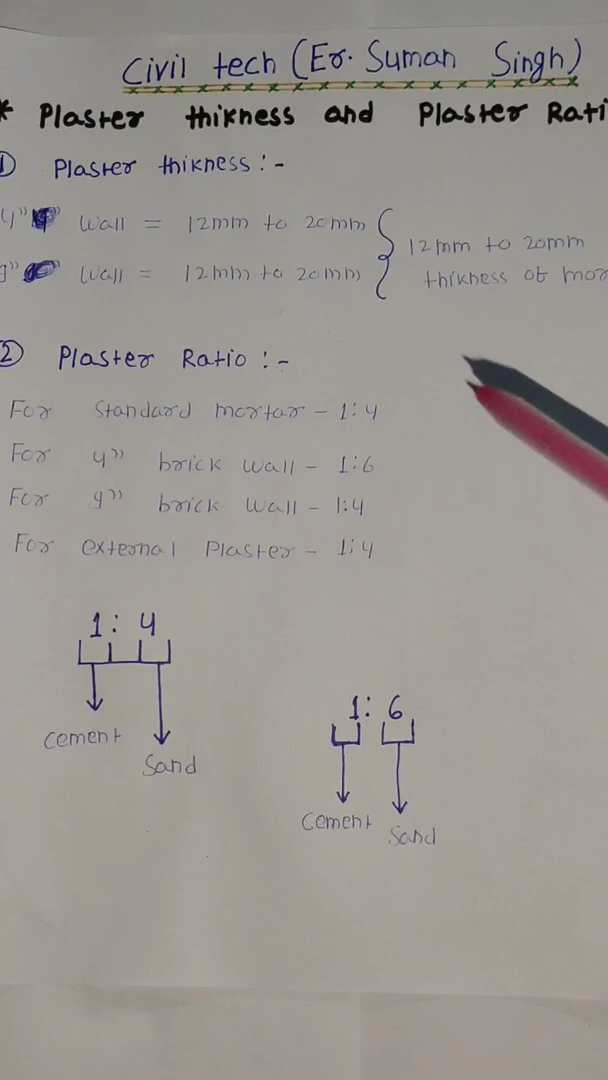 Civil tech (Er. Suman Singh)
* Plaster thikness and Plaster Rati
① Plaster thikness :-
4" wall = 12mm to 20mm
9" wall = 12mm to 20mm
12mm to 20mm
thikness of mor
② Plaster Ratio :-
For Standard mortar - 1:4
For 4" brick wall - 1:6
For 9" brick wall - 1:4
For external Plaster - 1:4
1: 4
Cement
Sand
1: 6
Cement
Sand